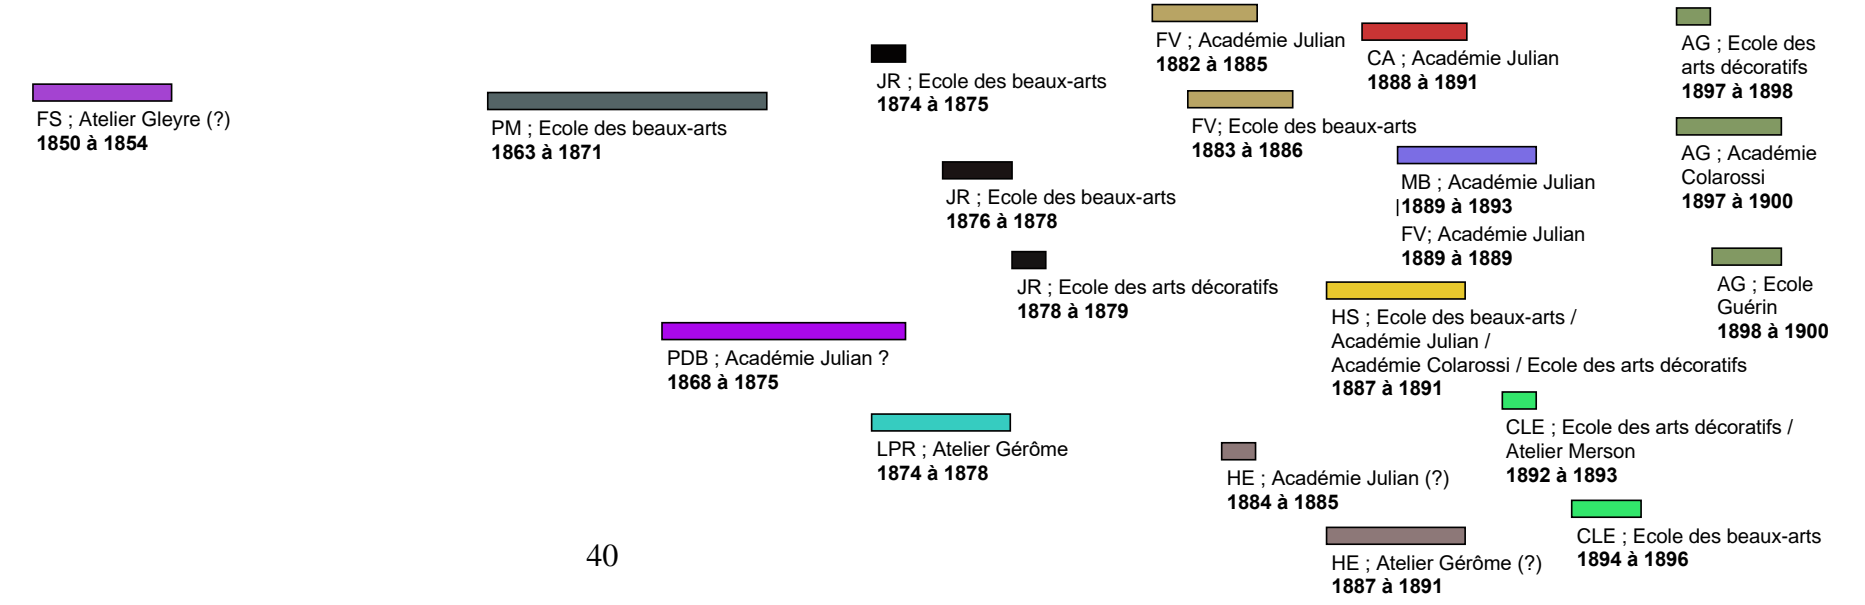 FS ; Atelier Gleyre (?)
1850 à 1854
PM ; Ecole des beaux-arts
1863 à 1871
JR ; Ecole des beaux-arts
1874 à 1875
JR ; Ecole des beaux-arts
1876 à 1878
JR ; Ecole des arts décoratifs
1878 à 1879
PDB ; Académie Julian ?
1868 à 1875
LPR ; Atelier Gérôme
1874 à 1878
FV ; Académie Julian
1882 à 1885
FV; Ecole des beaux-arts
1883 à 1886
CA ; Académie Julian
1888 à 1891
MB ; Académie Julian
|1889 à 1893
FV; Académie Julian
1889 à 1889
HS ; Ecole des beaux-arts /
Académie Julian /
Académie Colarossi / Ecole des arts décoratifs
1887 à 1891
CLE ; Ecole des arts décoratifs /
Atelier Merson
1892 à 1893
HE ; Académie Julian (?)
1884 à 1885
HE ; Atelier Gérôme (?)
1887 à 1891
CLE ; Ecole des beaux-arts
1894 à 1896
AG ; Ecole des
arts décoratifs
1897 à 1898
AG ; Académie
Colarossi
1897 à 1900
AG ; Ecole
Guérin
1898 à 1900
40